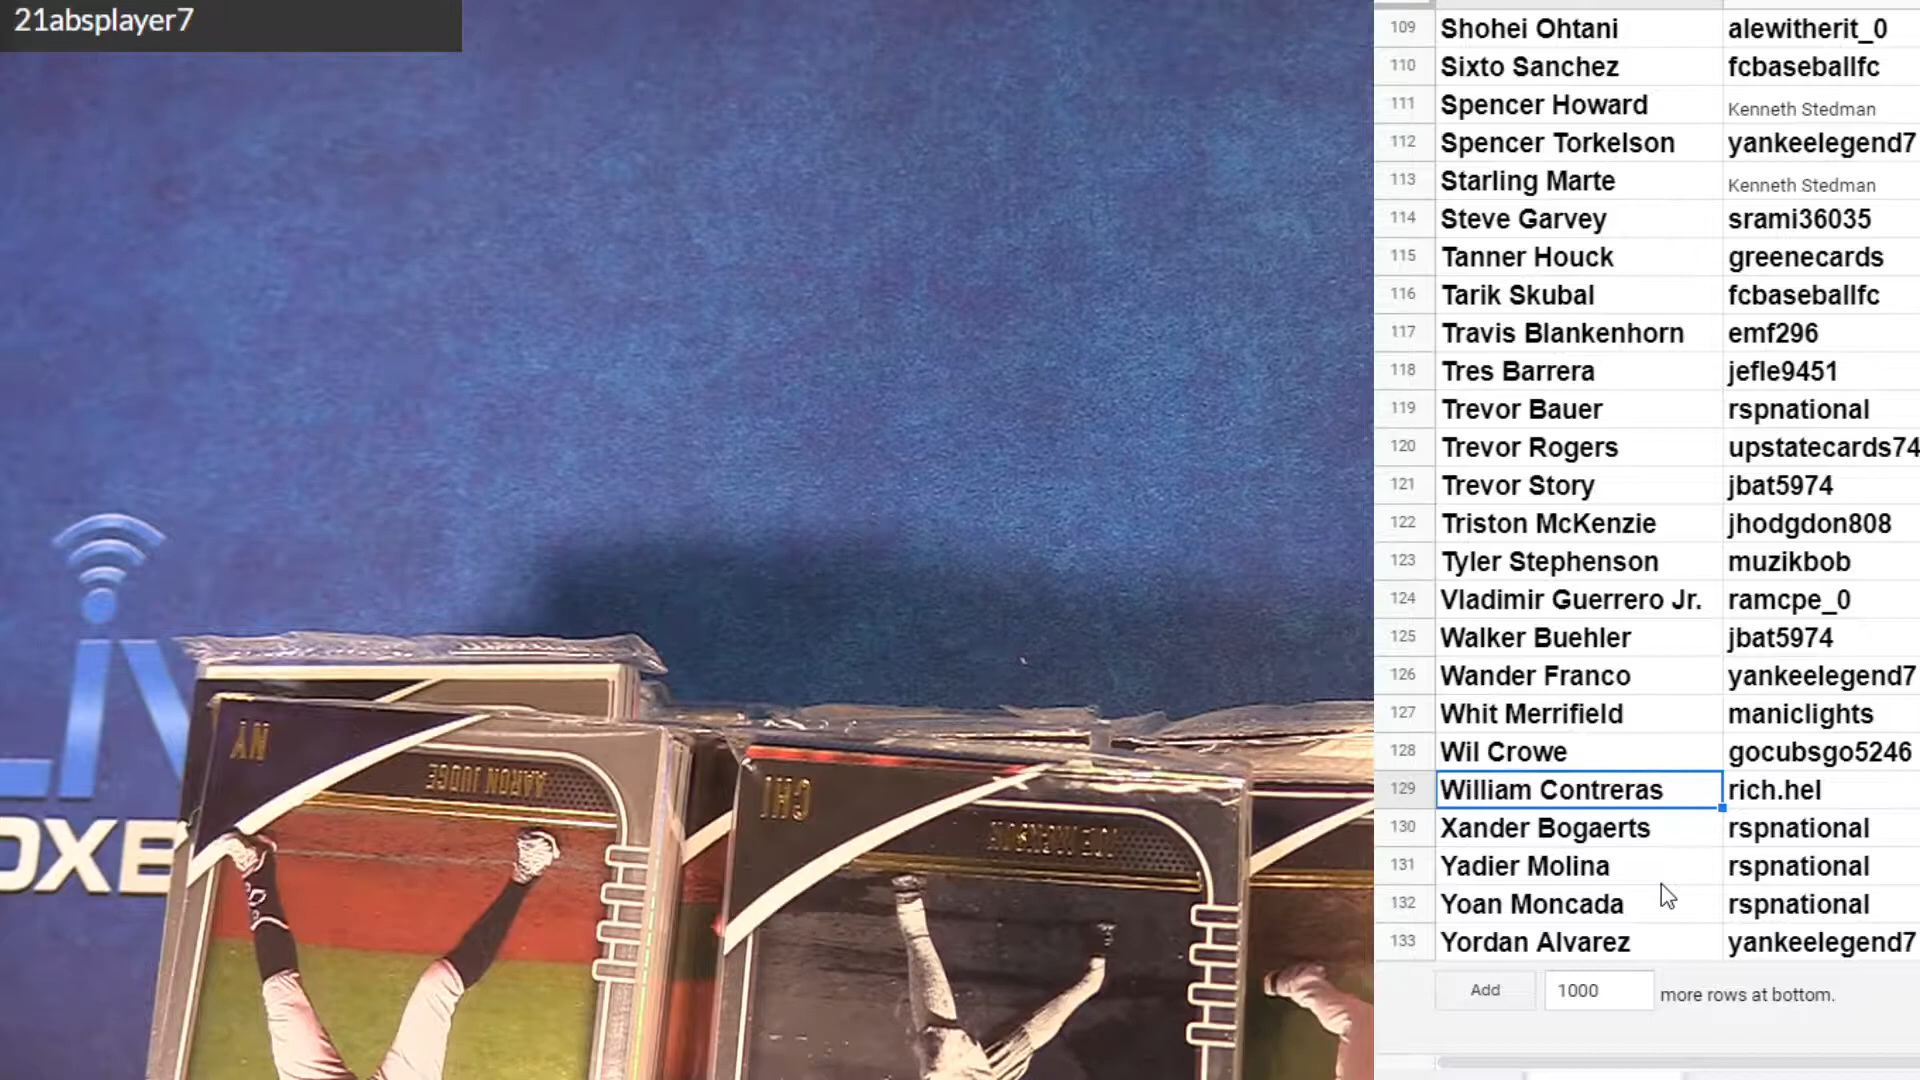 21absplayer7
109 Shohei Ohtani alewitherit_0
110 Sixto Sanchez fcbaseballfc
111 Spencer Howard Kenneth Stedman
112 Spencer Torkelson yankeelegend7
113 Starling Marte Kenneth Stedman
114 Steve Garvey srami36035
115 Tanner Houck greenecards
116 Tarik Skubal fcbaseballfc
117 Travis Blankenhorn emf296
118 Tres Barrera jefle9451
119 Trevor Bauer rspnational
120 Trevor Rogers upstatecards74
121 Trevor Story jbat5974
122 Triston McKenzie jhodgdon808
123 Tyler Stephenson muzikbob
124 Vladimir Guerrero Jr. ramcpe_0
125 Walker Buehler jbat5974
126 Wander Franco yankeelegend7
127 Whit Merrifield maniclights
128 Wil Crowe gocubsgo5246
129 William Contreras rich.hel
130 Xander Bogaerts rspnational
131 Yadier Molina rspnational
132 Yoan Moncada rspnational
133 Yordan Alvarez yankeelegend7
Add 1000 more rows at bottom.
LIV
OXB
NY
AARON JUDGE
CHI